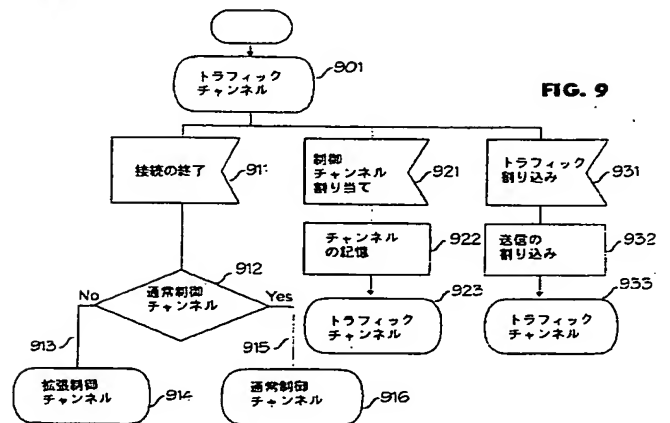 FIG. 9
トラフィック
チャンネル
901
接続の終了
911
制御
チャンネル
割り当て
921
トラフィック
割り込み
931
チャンネル
の記憶
922
送信の
割り込み
932
通常制御
チャンネル
912
No
Yes
913
915
トラフィック
チャンネル
923
トラフィック
チャンネル
933
拡張制御
チャンネル
914
通常制御
チャンネル
916